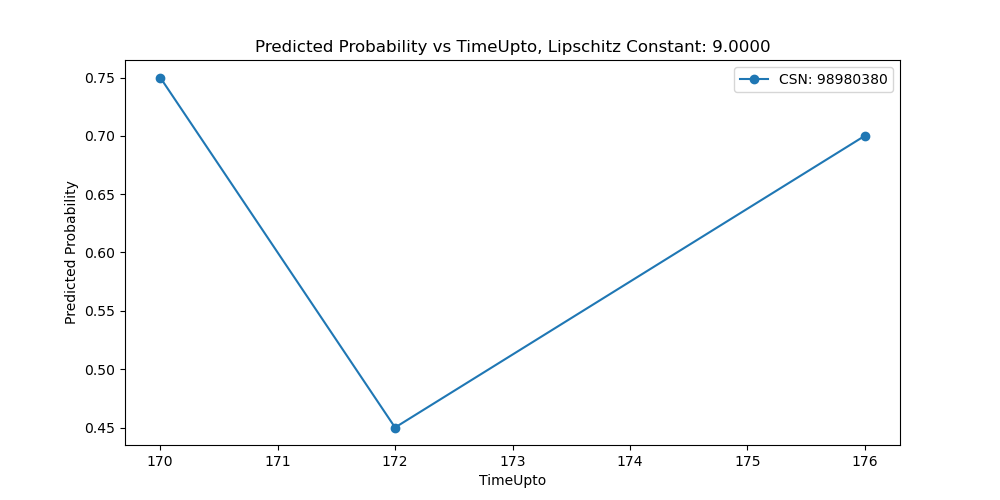 Predicted Probability vs TimeUpto, Lipschitz Constant: 9.0000
CSN: 98980380
Predicted Probability
0.75
0.70
0.65
0.60
0.55
0.50
0.45
170 171 172 173 174 175 176
TimeUpto